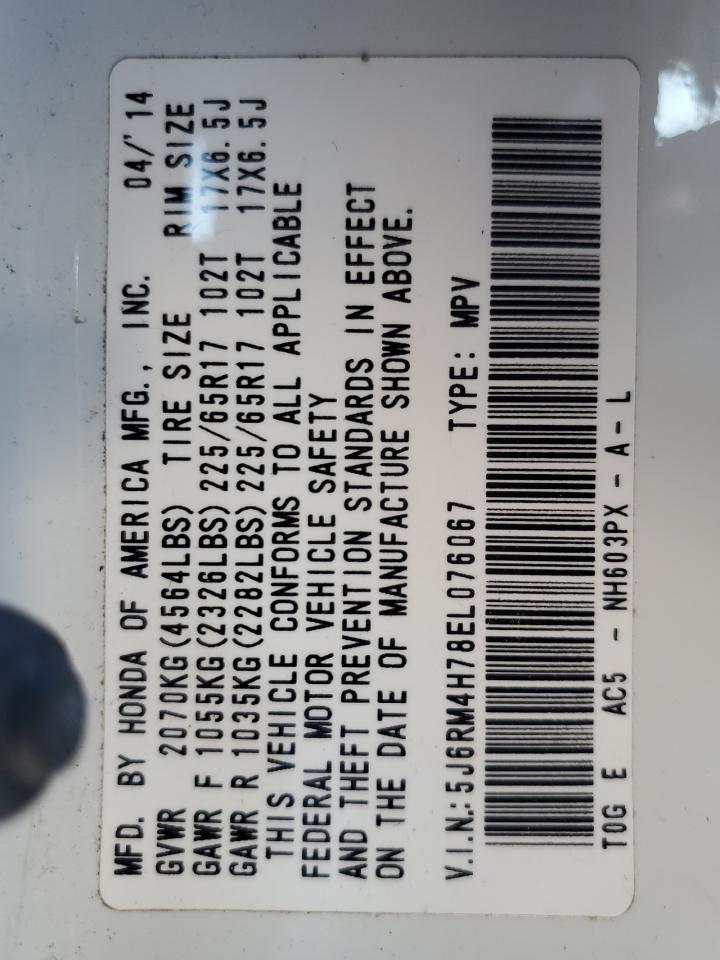 MFD. BY HONDA OF AMERICA MFG., INC. 04/'14
GVWR 2070KG(4564LBS) TIRE SIZE RIM SIZE
GAWR F 1055KG(2326LBS) 225/65R17 102T 17X6.5J
GAWR R 1035KG(2282LBS) 225/65R17 102T 17X6.5J
THIS VEHICLE CONFORMS TO ALL APPLICABLE
FEDERAL MOTOR VEHICLE SAFETY
AND THEFT PREVENTION STANDARDS IN EFFECT
ON THE DATE OF MANUFACTURE SHOWN ABOVE.
V.I.N.:5J6RM4H78EL076067 TYPE: MPV
T0G E AC5 - NH603PX - A - L